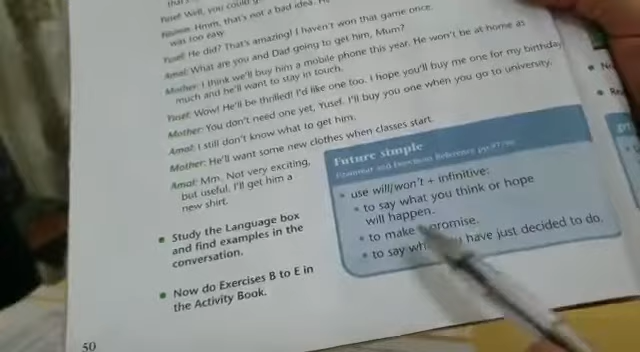 that's
Yusef: Well, you could g
Hmm, that's not a bad idea. H
was too easy.
Yusef: He did? That's amazing! I haven't won that game once.
Amal: What are you and Dad going to get him, Mum?
Mother: I think we'll buy him a mobile phone this year. He won't be at home as
much and he'll want to stay in touch.
Yusef: Wow! He'll be thrilled! I'd like one too. I hope you'll buy me one for my birthday
Mother: You don't need one yet, Yusef. I'll buy you one when you go to university.
Amal: I still don't know what to get him.
Mother: He'll want some new clothes when classes start.
Amal: Mm. Not very exciting,
but useful. I'll get him a
new shirt.
Study the Language box
and find examples in the
conversation.
Now do Exercises B to E in
the Activity Book.
Future simple
Grammar and Functions Reference
• use will/won't + infinitive:
• to say what you think or hope
will happen.
• to make promise.
• to say you have just decided to do.
50